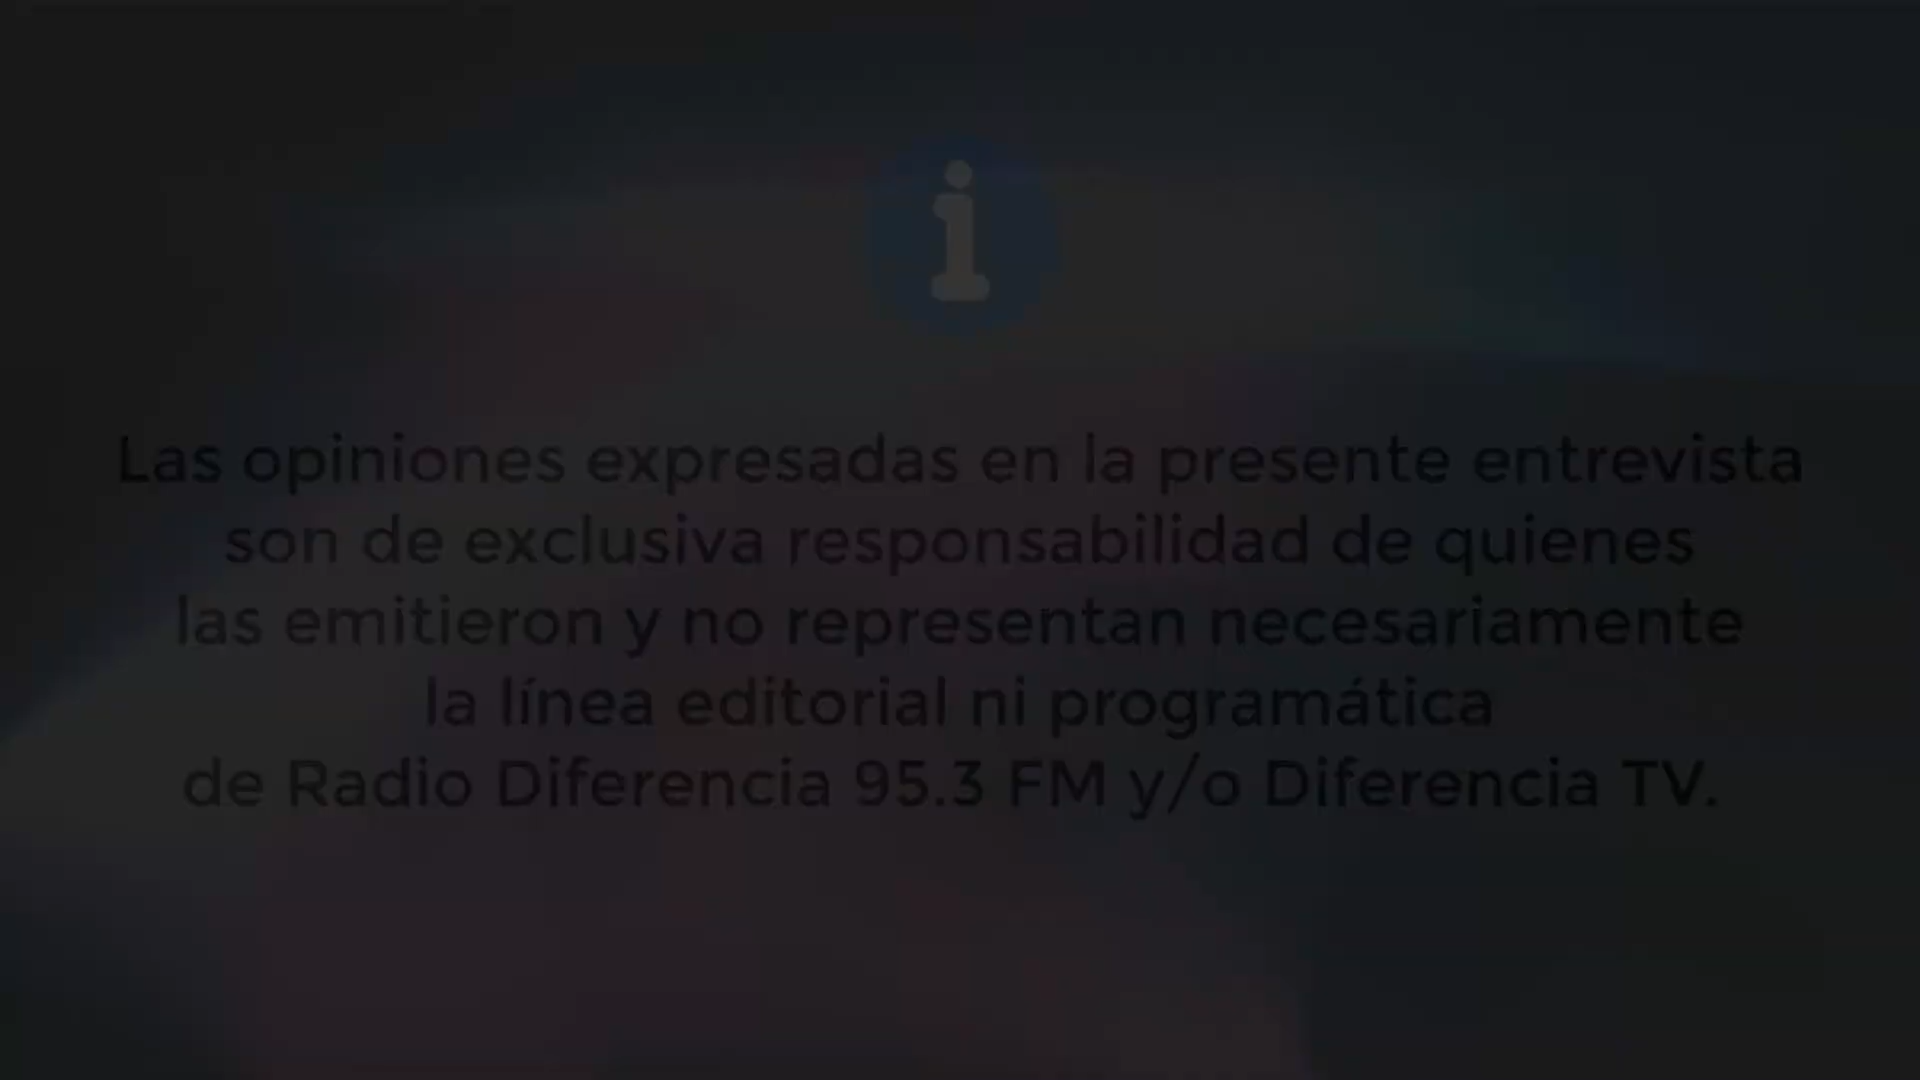 i
Las opiniones expresadas en la presente entrevista
son de exclusiva responsabilidad de quienes
las emitieron y no representan necesariamente
la línea editorial ni programática
de Radio Diferencia 95.3 FM y/o Diferencia TV.